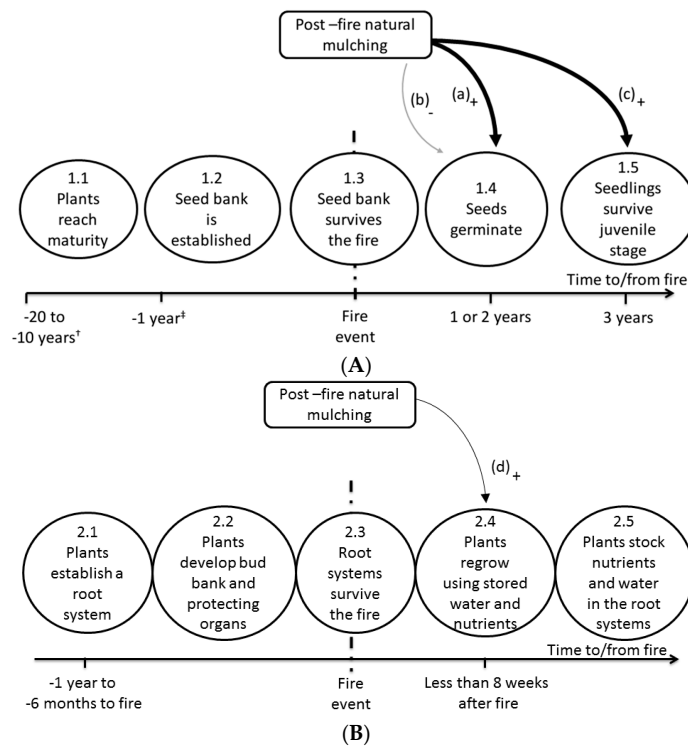 Post –fire natural
mulching
(b)
-
(a)
+
(c)
+
1.1
Plants
reach
maturity
1.2
Seed bank
is
established
1.3
Seed bank
survives
the fire
1.4
Seeds
germinate
1.5
Seedlings
survive
juvenile
stage
Time to/from fire
-20 to
-10 years†
-1 year‡
Fire
event
1 or 2 years
3 years
(A)
Post –fire natural
mulching
(d)
+
2.1
Plants
establish a
root
system
2.2
Plants
develop bud
bank and
protecting
organs
2.3
Root
systems
survive
the fire
2.4
Plants
regrow
using stored
water and
nutrients
2.5
Plants stock
nutrients
and water
in the root
systems
Time to/from fire
-1 year to
-6 months to fire
Fire
event
Less than 8 weeks
after fire
(B)